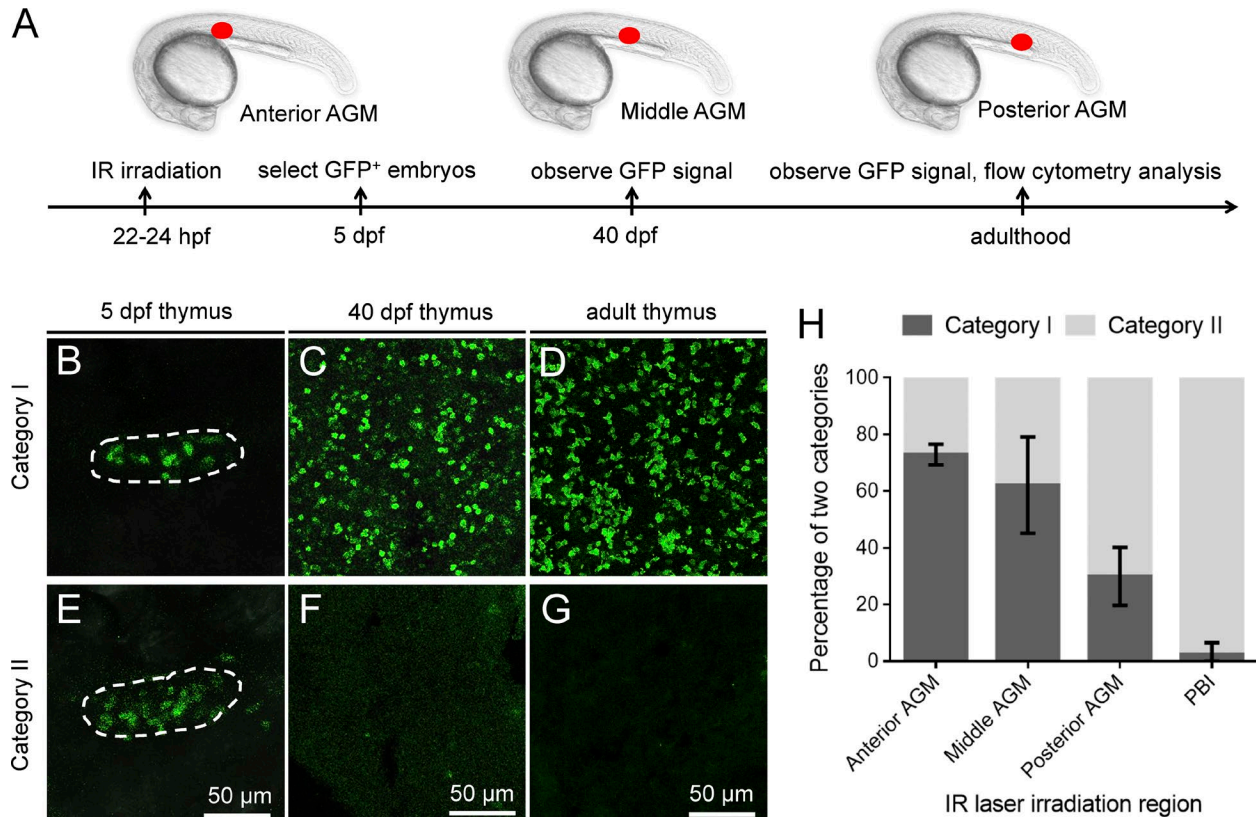 A
Anterior AGM
Middle AGM
Posterior AGM
IR irradiation
select GFP⁺ embryos
observe GFP signal
observe GFP signal, flow cytometry analysis
22-24 hpf
5 dpf
40 dpf
adulthood
5 dpf thymus
40 dpf thymus
adult thymus
Category I
B
C
D
Category II
E
F
G
50 µm
50 µm
50 µm
H
Category I
Category II
Percentage of two categories
100
80
60
40
20
0
Anterior AGM
Middle AGM
Posterior AGM
PBI
IR laser irradiation region